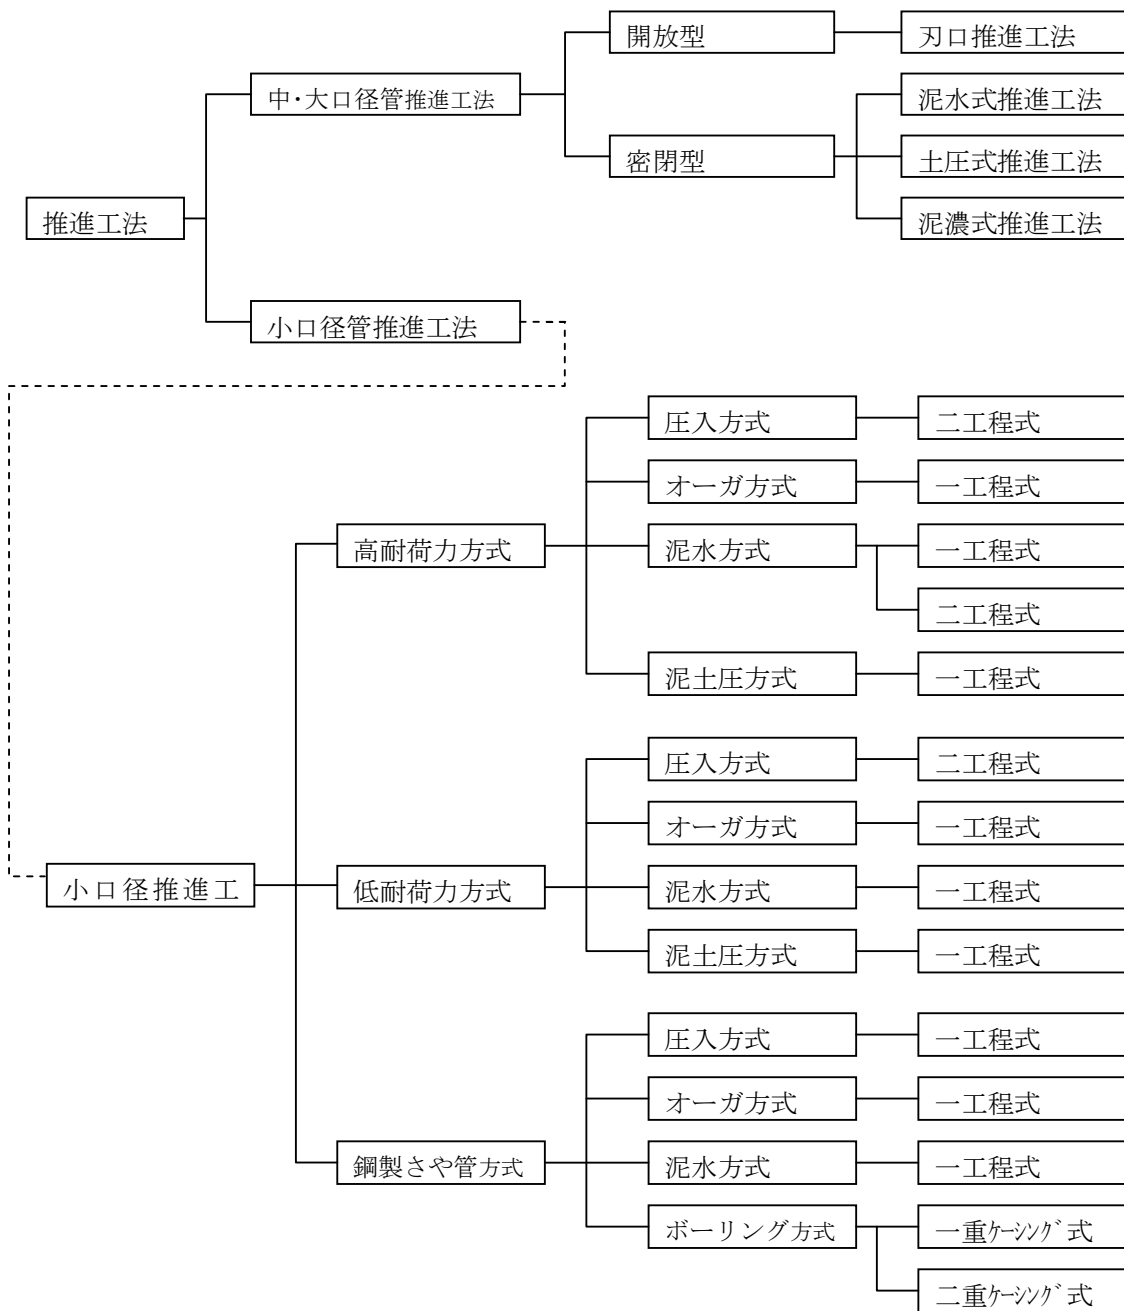 開放型
刃口推進工法
中・大口径管推進工法
泥水式推進工法
密閉型
土圧式推進工法
推進工法
泥濃式推進工法
小口径管推進工法
圧入方式
二工程式
オーガ方式
一工程式
高耐荷力方式
泥水方式
一工程式
二工程式
泥土圧方式
一工程式
圧入方式
二工程式
オーガ方式
一工程式
小口径推進工
低耐荷力方式
泥水方式
一工程式
泥土圧方式
一工程式
圧入方式
一工程式
オーガ方式
一工程式
鋼製さや管方式
泥水方式
一工程式
ボーリング方式
一重ｹｰｼﾝｸﾞ式
二重ｹｰｼﾝｸﾞ式